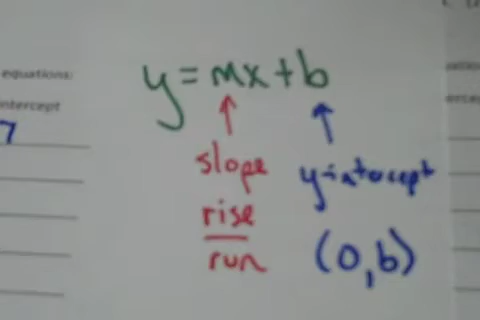 equations:
intercept
7
y=mx+b
slope
y-intercept
rise
run
(0,b)